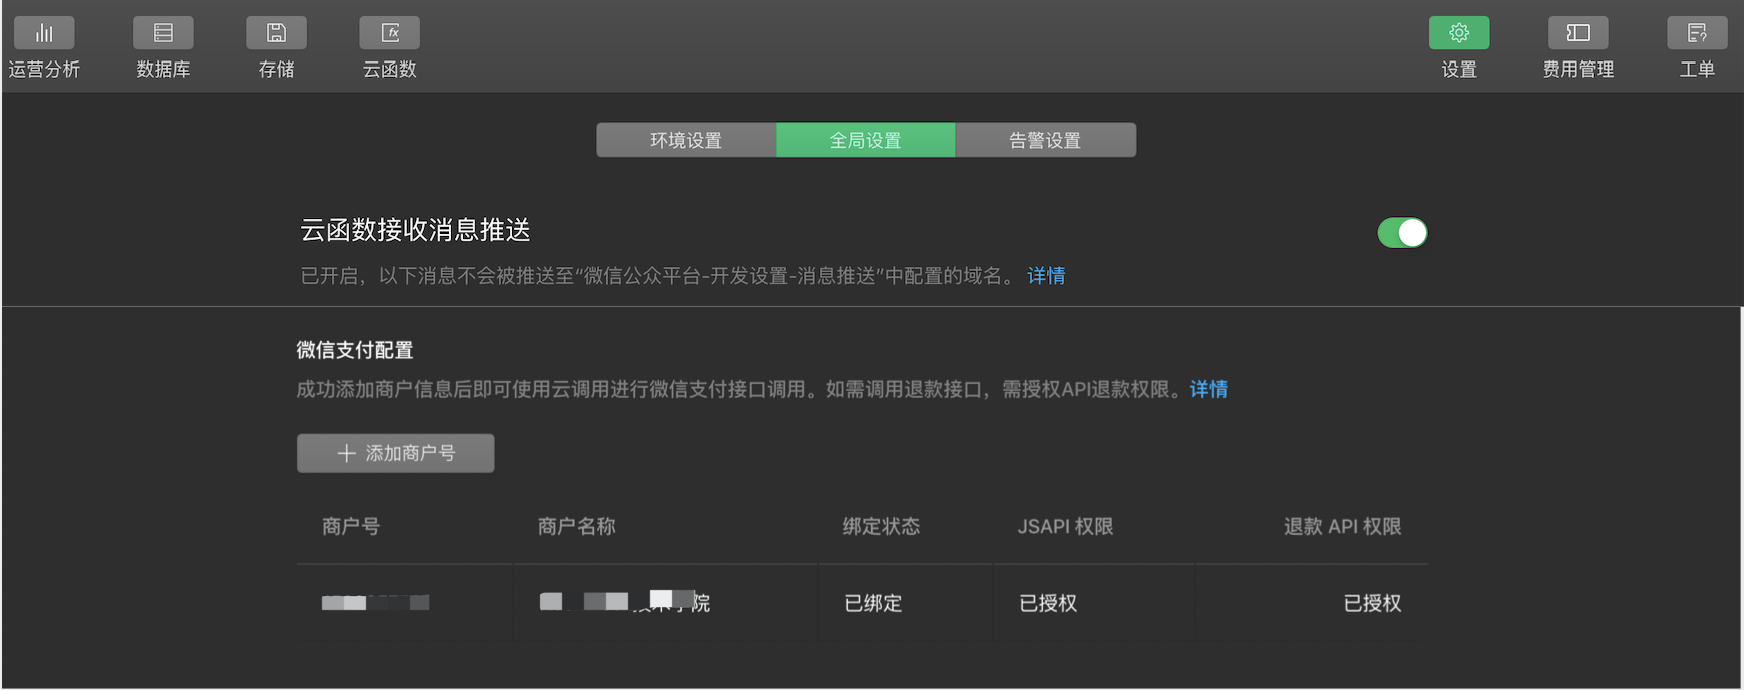 运营分析 数据库 存储 云函数 设置 费用管理 工单
环境设置 全局设置 告警设置
云函数接收消息推送
已开启，以下消息不会被推送至“微信公众平台-开发设置-消息推送”中配置的域名。 详情
微信支付配置
成功添加商户信息后即可使用云调用进行微信支付接口调用。如需调用退款接口，需授权API退款权限。详情
添加商户号
商户号 商户名称 绑定状态 JSAPI 权限 退款 API 权限
院 已绑定 已授权 已授权